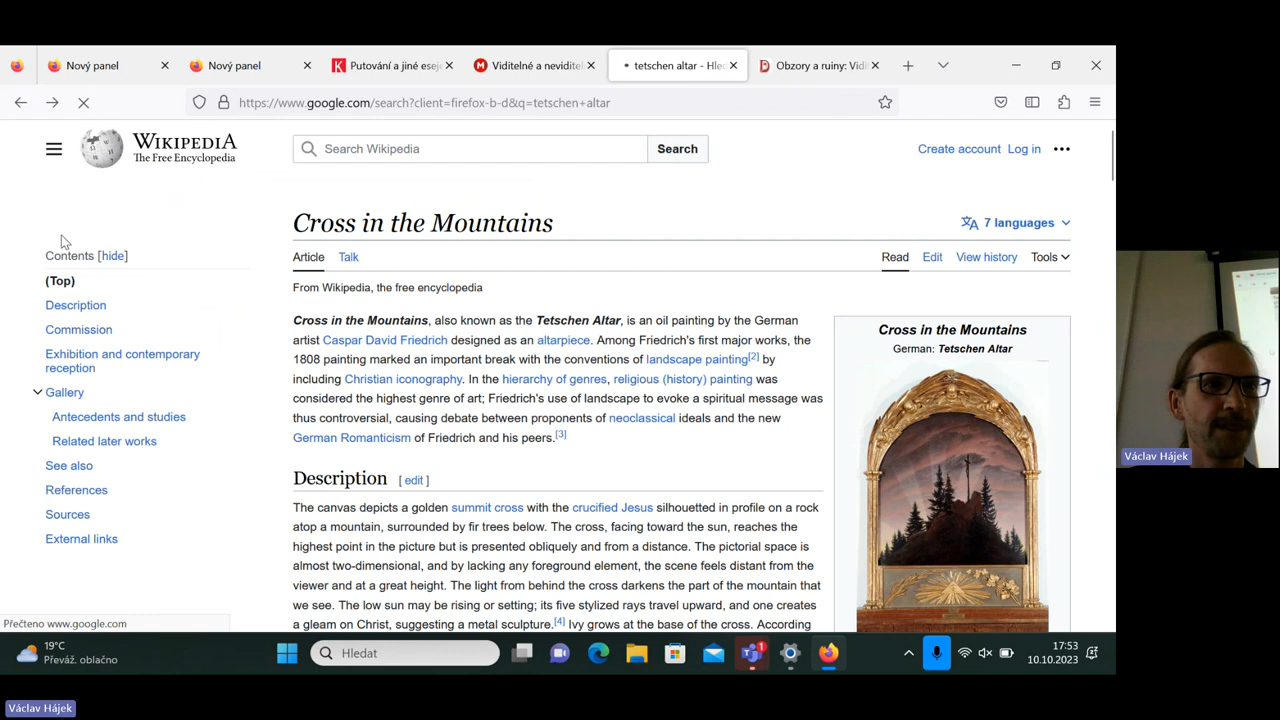 Nový panel
Nový panel
Putování a jiné esej
Viditelné a neviditel
tetschen altar - Hled
Obzory a ruiny: Vidi
https://www.google.com/search?client=firefox-b-d&q=tetschen+altar
WIKIPEDIA
The Free Encyclopedia
Search Wikipedia
Search
Create account
Log in
Cross in the Mountains
7 languages
Article
Talk
Read
Edit
View history
Tools
From Wikipedia, the free encyclopedia
Contents [hide]
(Top)
Description
Commission
Exhibition and contemporary
reception
Gallery
Antecedents and studies
Related later works
See also
References
Sources
External links
Cross in the Mountains, also known as the Tetschen Altar, is an oil painting by the German
artist Caspar David Friedrich designed as an altarpiece. Among Friedrich's first major works, the
1808 painting marked an important break with the conventions of landscape painting[2] by
including Christian iconography. In the hierarchy of genres, religious (history) painting was
considered the highest genre of art; Friedrich's use of landscape to evoke a spiritual message was
thus controversial, causing debate between proponents of neoclassical ideals and the new
German Romanticism of Friedrich and his peers.[3]
Description [ edit ]
The canvas depicts a golden summit cross with the crucified Jesus silhouetted in profile on a rock
atop a mountain, surrounded by fir trees below. The cross, facing toward the sun, reaches the
highest point in the picture but is presented obliquely and from a distance. The pictorial space is
almost two-dimensional, and by lacking any foreground element, the scene feels distant from the
viewer and at a great height. The light from behind the cross darkens the part of the mountain that
we see. The low sun may be rising or setting; its five stylized rays travel upward, and one creates
a gleam on Christ, suggesting a metal sculpture.[4] Ivy grows at the base of the cross. According
Cross in the Mountains
German: Tetschen Altar
Přečteno www.google.com
19°C
Převáž. oblačno
Hledat
1
17:53
10.10.2023
Václav Hájek
Václav Hájek